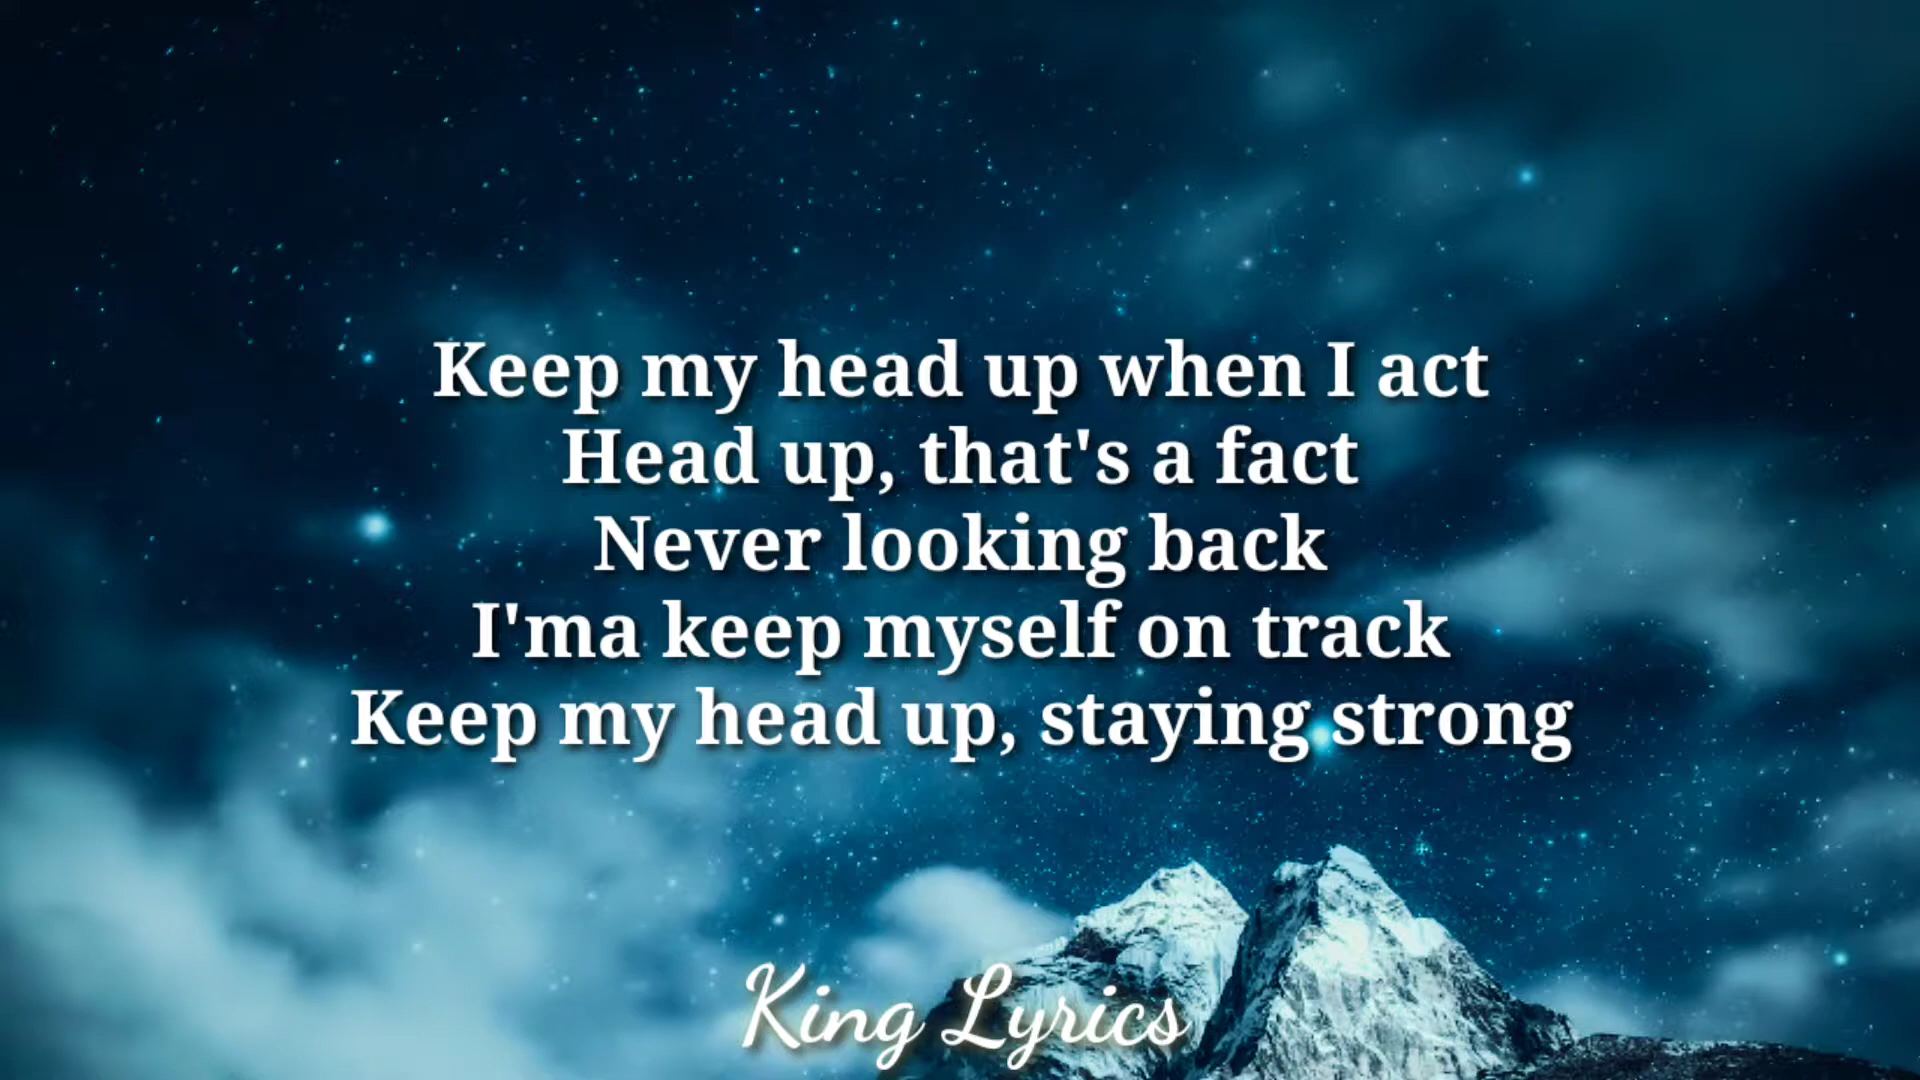 Keep my head up when I act
Head up, that's a fact
Never looking back
I'ma keep myself on track
Keep my head up, staying strong
King Lyrics